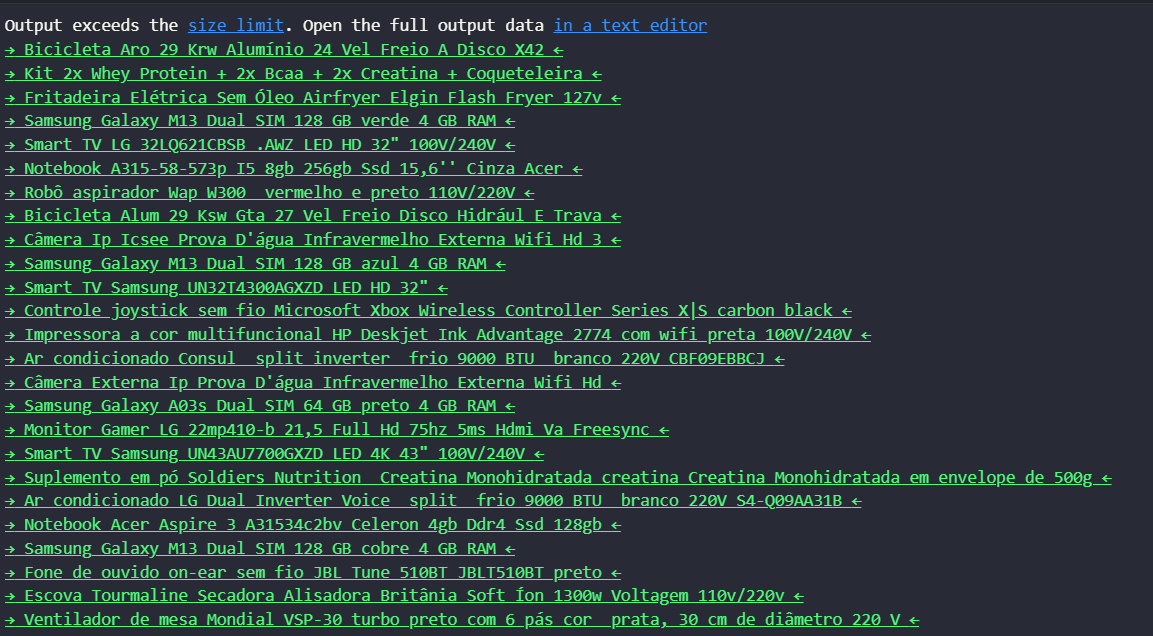 Output exceeds the size limit. Open the full output data in a text editor
→ Bicicleta Aro 29 Krw Alumínio 24 Vel Freio A Disco X42 ←
→ Kit 2x Whey Protein + 2x Bcaa + 2x Creatina + Coqueteleira ←
→ Fritadeira Elétrica Sem Óleo Airfryer Elgin Flash Fryer 127v ←
→ Samsung Galaxy M13 Dual SIM 128 GB verde 4 GB RAM ←
→ Smart TV LG 32LQ621CBSB .AWZ LED HD 32" 100V/240V ←
→ Notebook A315-58-573p I5 8gb 256gb Ssd 15,6'' Cinza Acer ←
→ Robô aspirador Wap W300  vermelho e preto 110V/220V ←
→ Bicicleta Alum 29 Ksw Gta 27 Vel Freio Disco Hidrául E Trava ←
→ Câmera Ip Icsee Prova D'água Infravermelho Externa Wifi Hd 3 ←
→ Samsung Galaxy M13 Dual SIM 128 GB azul 4 GB RAM ←
→ Smart TV Samsung UN32T4300AGXZD LED HD 32" ←
→ Controle joystick sem fio Microsoft Xbox Wireless Controller Series X|S carbon black ←
→ Impressora a cor multifuncional HP Deskjet Ink Advantage 2774 com wifi preta 100V/240V ←
→ Ar condicionado Consul  split inverter  frio 9000 BTU  branco 220V CBF09EBBCJ ←
→ Câmera Externa Ip Prova D'água Infravermelho Externa Wifi Hd ←
→ Samsung Galaxy A03s Dual SIM 64 GB preto 4 GB RAM ←
→ Monitor Gamer LG 22mp410-b 21,5 Full Hd 75hz 5ms Hdmi Va Freesync ←
→ Smart TV Samsung UN43AU7700GXZD LED 4K 43" 100V/240V ←
→ Suplemento em pó Soldiers Nutrition  Creatina Monohidratada creatina Creatina Monohidratada em envelope de 500g ←
→ Ar condicionado LG Dual Inverter Voice  split  frio 9000 BTU  branco 220V S4-Q09AA31B ←
→ Notebook Acer Aspire 3 A31534c2bv Celeron 4gb Ddr4 Ssd 128gb ←
→ Samsung Galaxy M13 Dual SIM 128 GB cobre 4 GB RAM ←
→ Fone de ouvido on-ear sem fio JBL Tune 510BT JBLT510BT preto ←
→ Escova Tourmaline Secadora Alisadora Britânia Soft Íon 1300w Voltagem 110v/220v ←
→ Ventilador de mesa Mondial VSP-30 turbo preto com 6 pás cor  prata, 30 cm de diâmetro 220 V ←